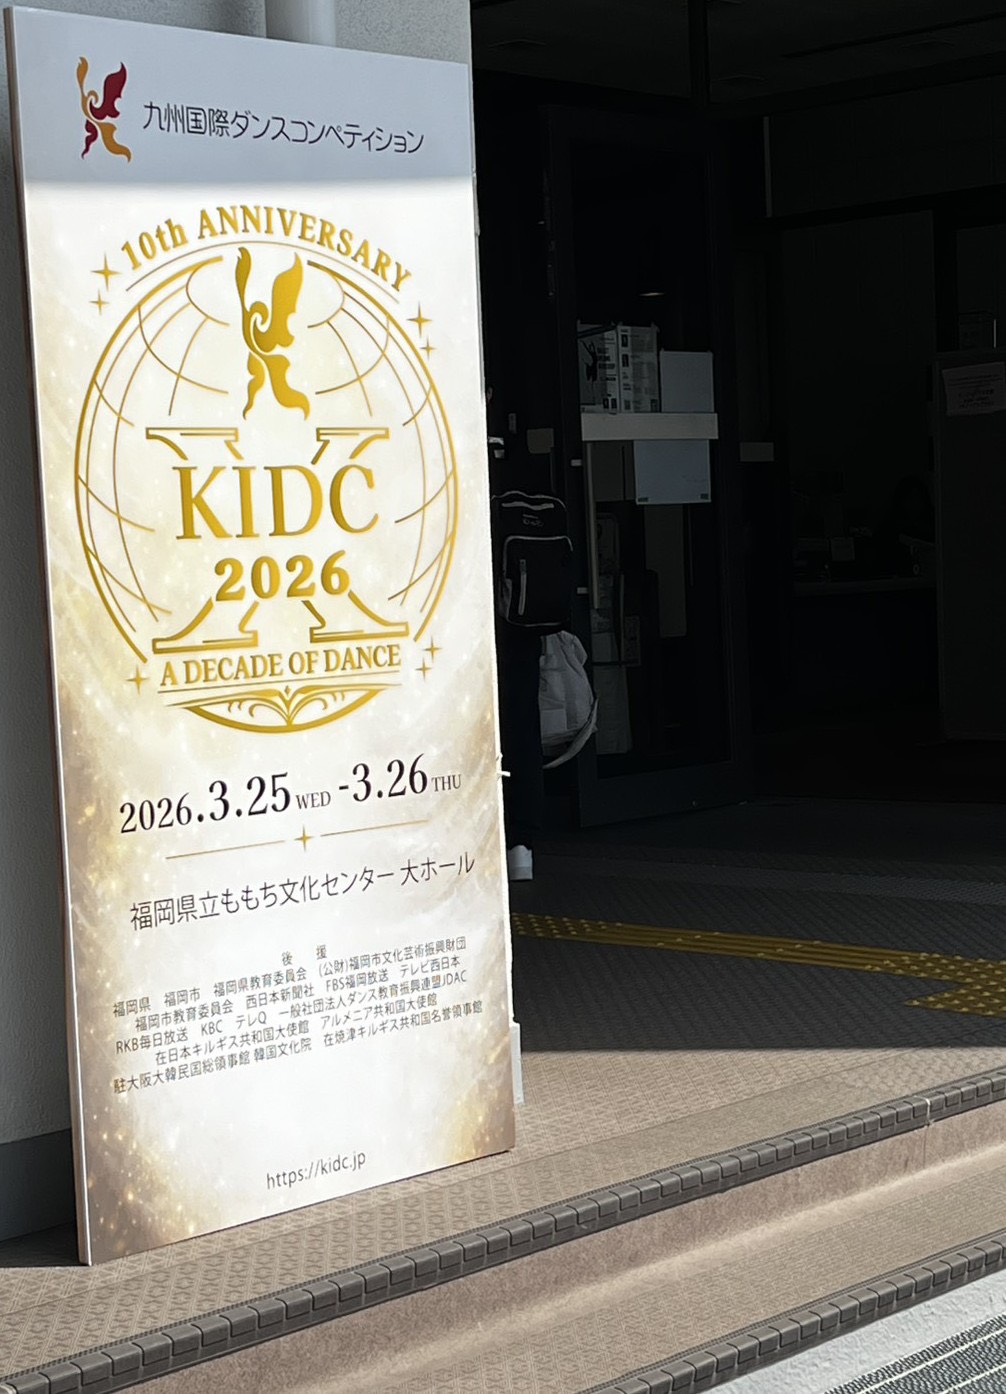 九州国際ダンスコンペティション
10th ANNIVERSARY
X
KIDC
2026
A DECADE OF DANCE
2026.3.25 WED -3.26 THU
福岡県立ももち文化センター 大ホール
後 援
福岡県 福岡市 福岡県教育委員会 (公財)福岡市文化芸術振興財団
福岡市教育委員会 西日本新聞社 FBS福岡放送 テレビ西日本
RKB毎日放送 KBC テレQ 一般社団法人ダンス教育振興連盟JDAC
在日本キルギス共和国大使館 アルメニア共和国大使館
駐大阪大韓民国総領事館 韓国文化院 在焼津キルギス共和国名誉領事館
https://kidc.jp